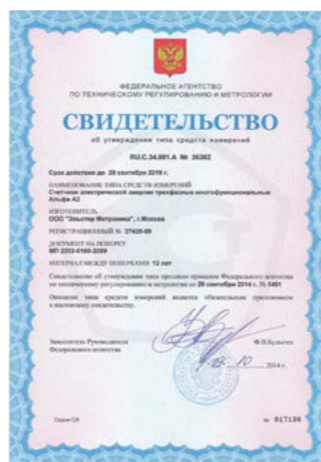 ФЕДЕРАЛЬНОЕ АГЕНТСТВО
ПО ТЕХНИЧЕСКОМУ РЕГУЛИРОВАНИЮ И МЕТРОЛОГИИ
СВИДЕТЕЛЬСТВО
об утверждении типа средств измерений
RU.C.34.001.A № 36362
Срок действия до 29 сентября 2019 г.
НАИМЕНОВАНИЕ ТИПА СРЕДСТВ ИЗМЕРЕНИЙ
Счетчики электрической энергии трехфазные многофункциональные
Альфа А2
ИЗГОТОВИТЕЛЬ
ООО "Эльстер Метроника", г.Москва
РЕГИСТРАЦИОННЫЙ № 27428-09
ДОКУМЕНТ НА ПОВЕРКУ
МП 2203-0160-2009
ИНТЕРВАЛ МЕЖДУ ПОВЕРКАМИ 12 лет
Свидетельство об утверждении типа продлено приказом Федерального агентства
по техническому регулированию и метрологии от 29 сентября 2014 г. № 1451
Описание типа средств измерений является обязательным приложением
к настоящему свидетельству.
Заместитель Руководителя
Федерального агентства
Ф.В.Булыгин
10 2014 г.
Серия СИ
№ 017136